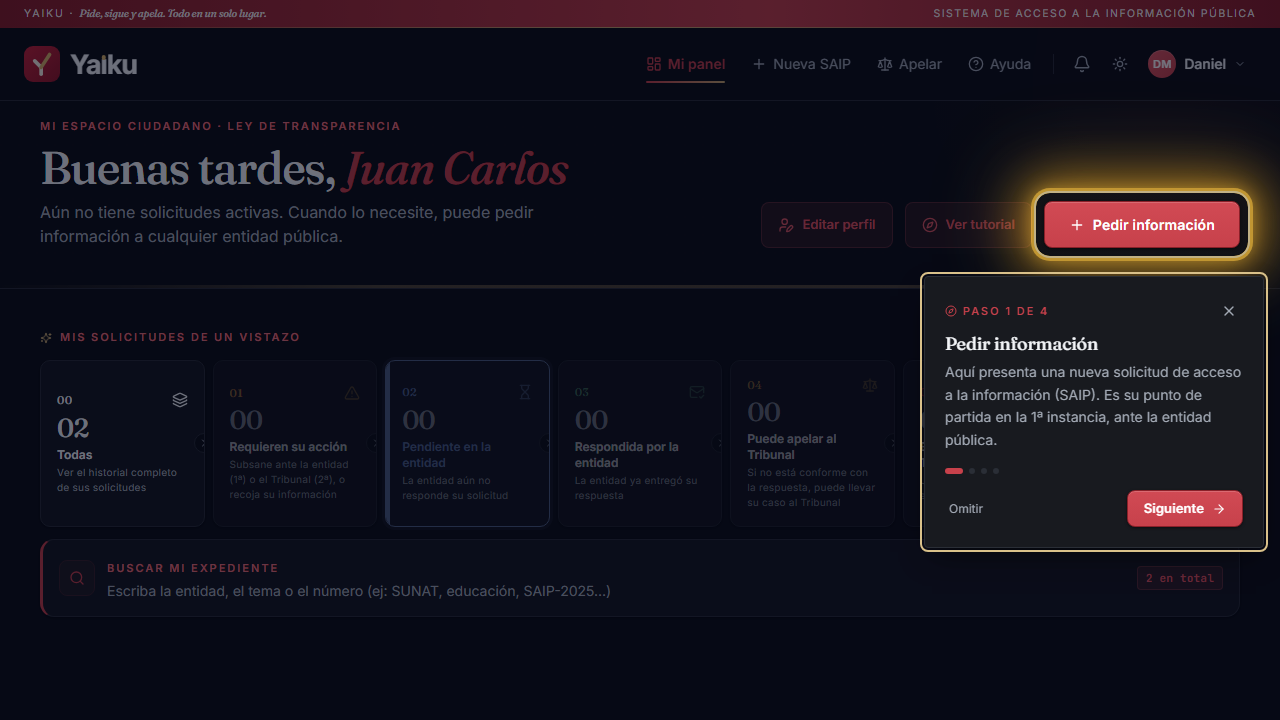 YAIKU · Pide, sigue y apela. Todo en un solo lugar.
SISTEMA DE ACCESO A LA INFORMACIÓN PÚBLICA
Yaiku
Mi panel
Nueva SAIP
Apelar
Ayuda
DM
Daniel
MI ESPACIO CIUDADANO · LEY DE TRANSPARENCIA
Buenas tardes, Juan Carlos
Aún no tiene solicitudes activas. Cuando lo necesite, puede pedir
información a cualquier entidad pública.
Editar perfil
Ver tutorial
Pedir información
PASO 1 DE 4
Pedir información
Aquí presenta una nueva solicitud de acceso
a la información (SAIP). Es su punto de
partida en la 1ª instancia, ante la entidad
pública.
Omitir
Siguiente
MIS SOLICITUDES DE UN VISTAZO
00
02
Todas
Ver el historial completo
de sus solicitudes
01
00
Requieren su acción
Subsane ante la entidad
(1ª) o el Tribunal (2ª), o
recoja su información
02
00
Pendiente en la
entidad
La entidad aún no
responde su solicitud
03
00
Respondida por la
entidad
La entidad ya entregó su
respuesta
04
00
Puede apelar al
Tribunal
Si no está conforme con
la respuesta, puede llevar
su caso al Tribunal
BUSCAR MI EXPEDIENTE
Escriba la entidad, el tema o el número (ej: SUNAT, educación, SAIP-2025...)
2 en total